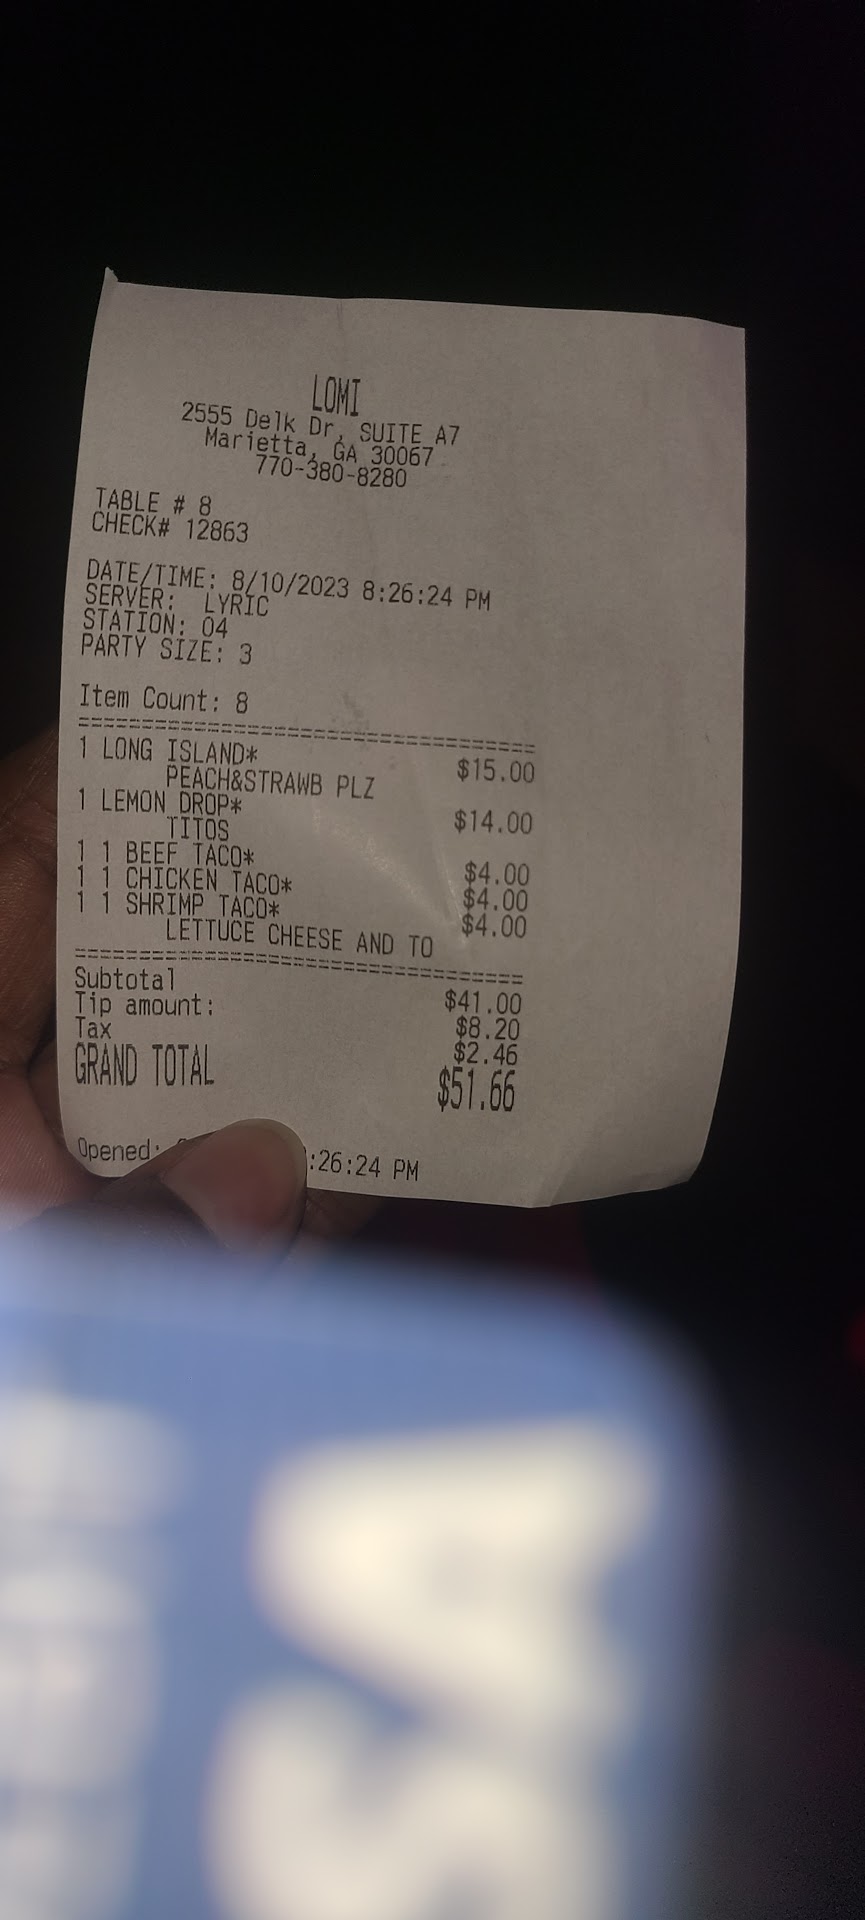 LOMI
2555 Delk Dr, SUITE A7
Marietta, GA 30067
770-380-8280
TABLE # 8
CHECK# 12863
DATE/TIME: 8/10/2023 8:26:24 PM
SERVER: LYRIC
STATION: 04
PARTY SIZE: 3
Item Count: 8
1 LONG ISLAND* $15.00
PEACH&STRAWB PLZ
1 LEMON DROP* $14.00
TITOS
1 1 BEEF TACO* $4.00
1 1 CHICKEN TACO* $4.00
1 1 SHRIMP TACO* $4.00
LETTUCE CHEESE AND TO
Subtotal $41.00
Tip amount: $8.20
Tax $2.46
GRAND TOTAL $51.66
Opened: :26:24 PM